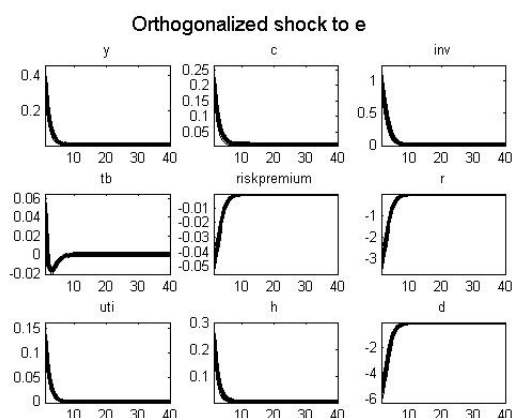 Orthogonalized shock to e
y c inv
0.4 0.25 1
0.2
0.2 0.15 0.5
0.1
0.05 0
10 20 30 40 10 20 30 40 10 20 30 40
tb riskpremium r
0.06
0.04 -0.01 -1
0.02 -0.02
0 -0.03 -2
-0.04
-0.02 -0.05 -3
10 20 30 40 10 20 30 40 10 20 30 40
uti h d
0.15 0.3
0.1 0.2 -2
0.05 0.1 -4
0 -6
10 20 30 40 10 20 30 40 10 20 30 40